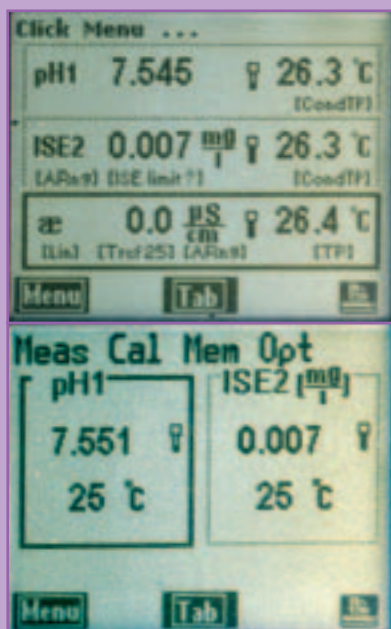 Click Menu ...
pH1 7.545 26.3 °C
[CondTP]
ISE2 0.007 mg/l 26.3 °C
[ARng] [ISE limit?] [CondTP]
æ 0.0 µS/cm 26.4 °C
[Lin] [Tref25] [ARng] [TP]
Menu Tab
Meas Cal Mem Opt
pH1 ISE2 [mg/l]
7.551 0.007
25 °C 25 °C
Menu Tab